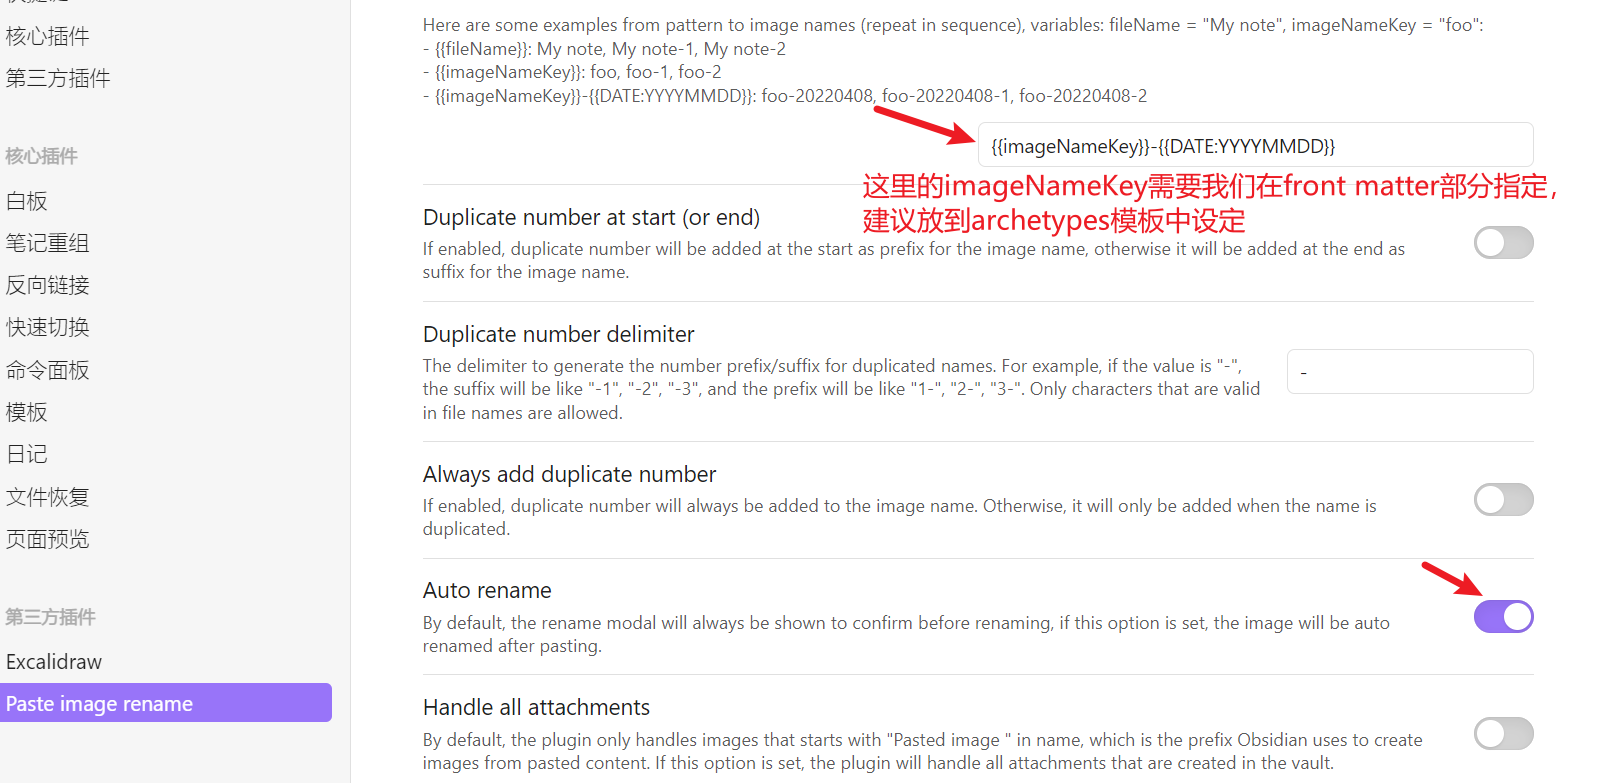 核心插件
第三方插件
核心插件
白板
笔记重组
反向链接
快速切换
命令面板
模板
日记
文件恢复
页面预览
第三方插件
Excalidraw
Paste image rename
Here are some examples from pattern to image names (repeat in sequence), variables: fileName = "My note", imageNameKey = "foo":
- {{fileName}}: My note, My note-1, My note-2
- {{imageNameKey}}: foo, foo-1, foo-2
- {{imageNameKey}}-{{DATE:YYYYMMDD}}: foo-20220408, foo-20220408-1, foo-20220408-2
{{imageNameKey}}-{{DATE:YYYYMMDD}}
这里的imageNameKey需要我们在front matter部分指定，
建议放到archetypes模板中设定
Duplicate number at start (or end)
If enabled, duplicate number will be added at the start as prefix for the image name, otherwise it will be added at the end as
suffix for the image name.
Duplicate number delimiter
The delimiter to generate the number prefix/suffix for duplicated names. For example, if the value is "-",
the suffix will be like "-1", "-2", "-3", and the prefix will be like "1-", "2-", "3-". Only characters that are valid
in file names are allowed.
-
Always add duplicate number
If enabled, duplicate number will always be added to the image name. Otherwise, it will only be added when the name is
duplicated.
Auto rename
By default, the rename modal will always be shown to confirm before renaming, if this option is set, the image will be auto
renamed after pasting.
Handle all attachments
By default, the plugin only handles images that starts with "Pasted image " in name, which is the prefix Obsidian uses to create
images from pasted content. If this option is set, the plugin will handle all attachments that are created in the vault.